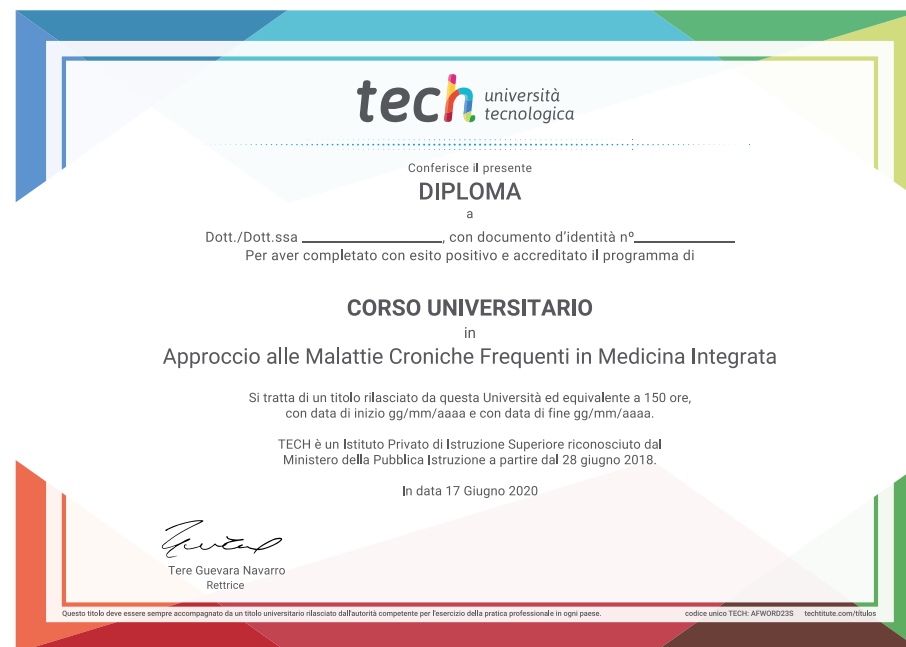 tech università
tecnologica
Conferisce il presente
DIPLOMA
a
Dott./Dott.ssa ________________, con documento d'identità nº____________
Per aver completato con esito positivo e accreditato il programma di
CORSO UNIVERSITARIO
in
Approccio alle Malattie Croniche Frequenti in Medicina Integrata
Si tratta di un titolo rilasciato da questa Università ed equivalente a 150 ore,
con data di inizio gg/mm/aaaa e con data di fine gg/mm/aaaa.
TECH è un Istituto Privato di Istruzione Superiore riconosciuto dal
Ministero della Pubblica Istruzione a partire dal 28 giugno 2018.
In data 17 Giugno 2020
Tere Guevara Navarro
Rettrice
Questo titolo deve essere sempre accompagnato da un titolo universitario rilasciato dall'autorità competente per l'esercizio della pratica professionale in ogni paese. codice unico TECH: AFWORD23S techtitute.com/títulos